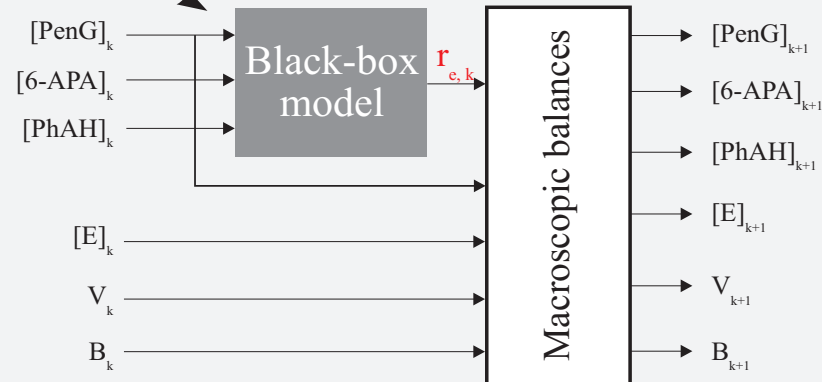 [PenG]k
[6-APA]k
[PhAH]k
[E]k
Vk
Bk
Black-box
model
re, k
Macroscopic balances
[PenG]k+1
[6-APA]k+1
[PhAH]k+1
[E]k+1
Vk+1
Bk+1